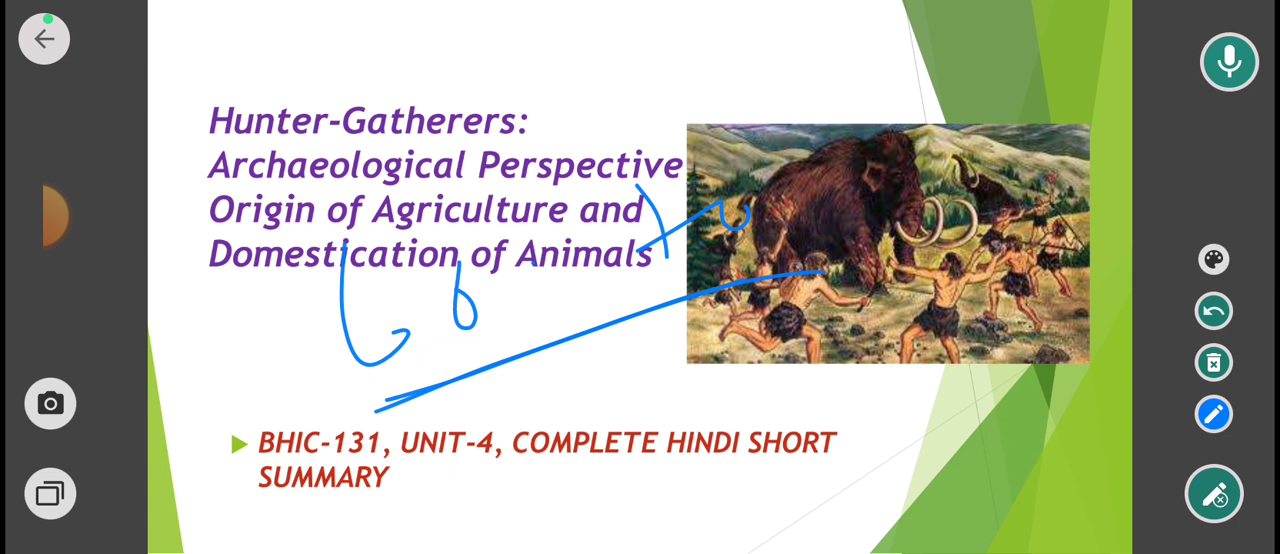 Hunter-Gatherers:
Archaeological Perspective
Origin of Agriculture and
Domestication of Animals
BHIC-131, UNIT-4, COMPLETE HINDI SHORT
SUMMARY